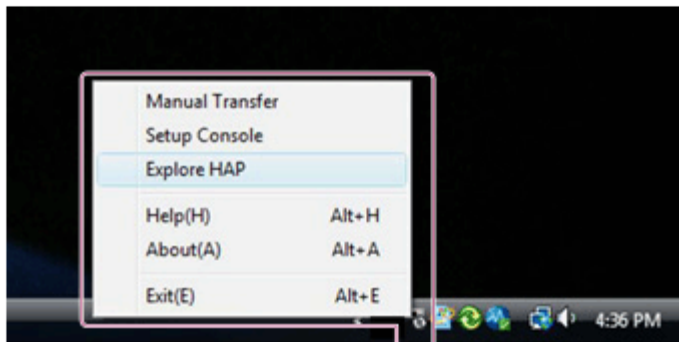 Manual Transfer
Setup Console
Explore HAP
Help(H) Alt+H
About(A) Alt+A
Exit(E) Alt+E
4:36 PM